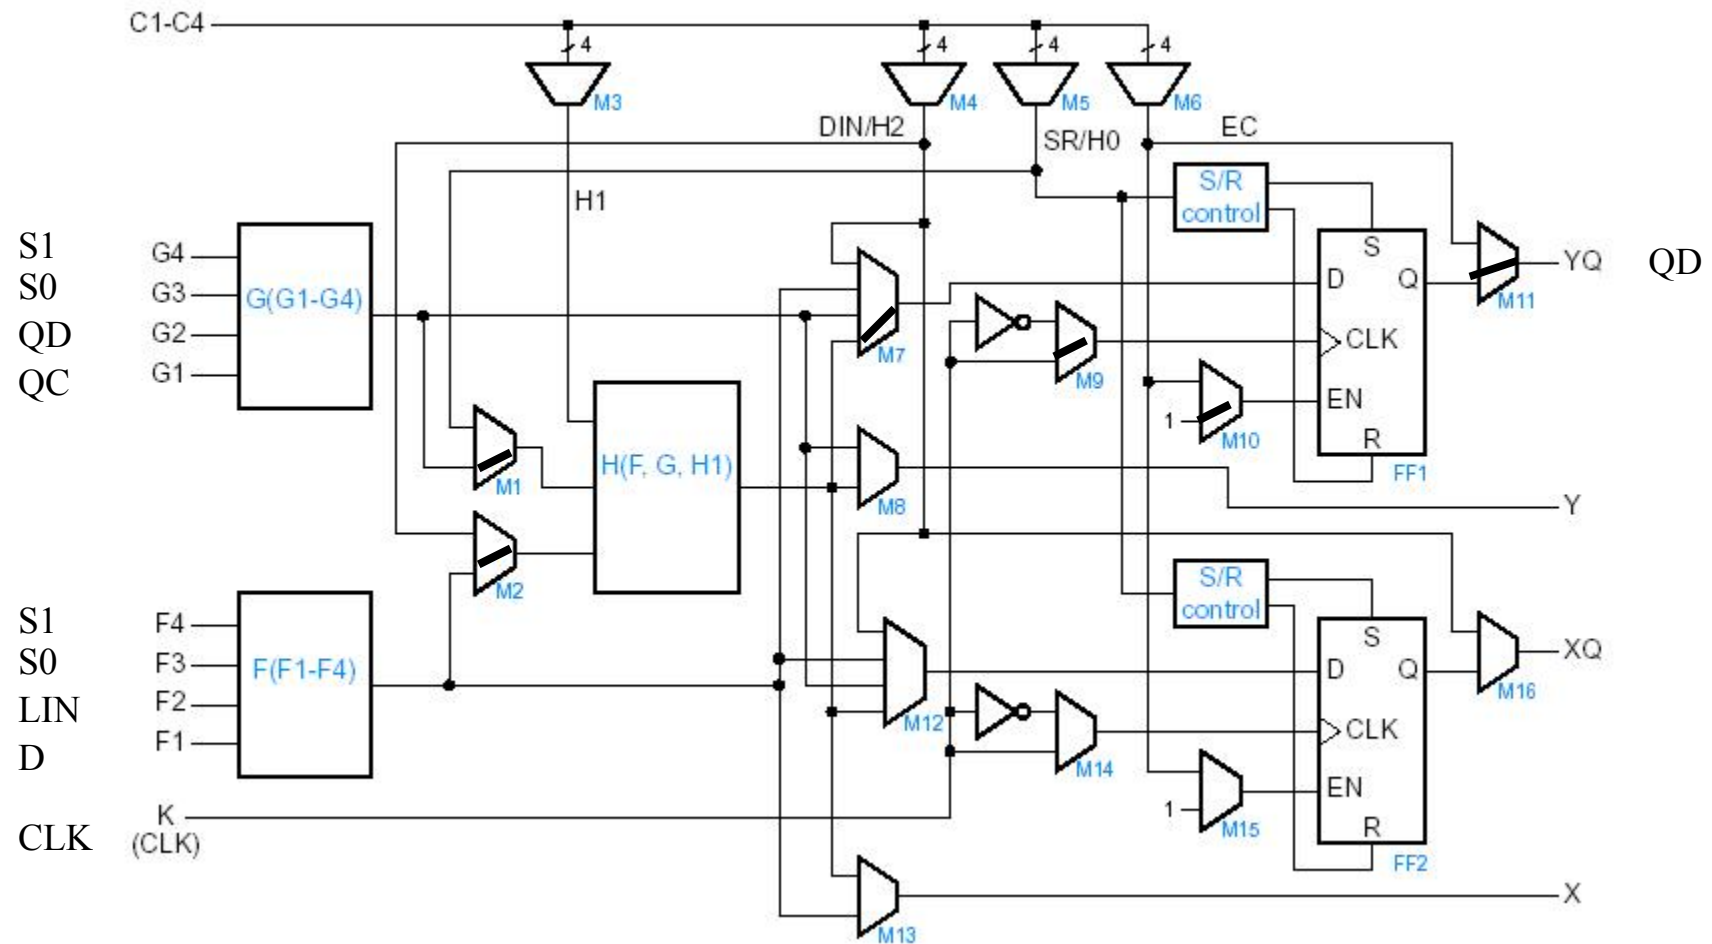 C1-C4
4
4
4
4
M3
M4
M5
M6
DIN/H2
SR/H0
EC
H1
S/R
control
S1
G4
S0
G3
QD
G2
QC
G1
G(G1-G4)
S
D
Q
CLK
EN
R
FF1
M11
YQ
QD
M7
M9
1
M10
M1
H(F, G, H1)
M8
Y
M2
S/R
control
S1
F4
S0
F3
LIN
F2
D
F1
F(F1-F4)
S
D
Q
CLK
EN
R
FF2
M16
XQ
M12
M14
1
M15
CLK
K
(CLK)
M13
X